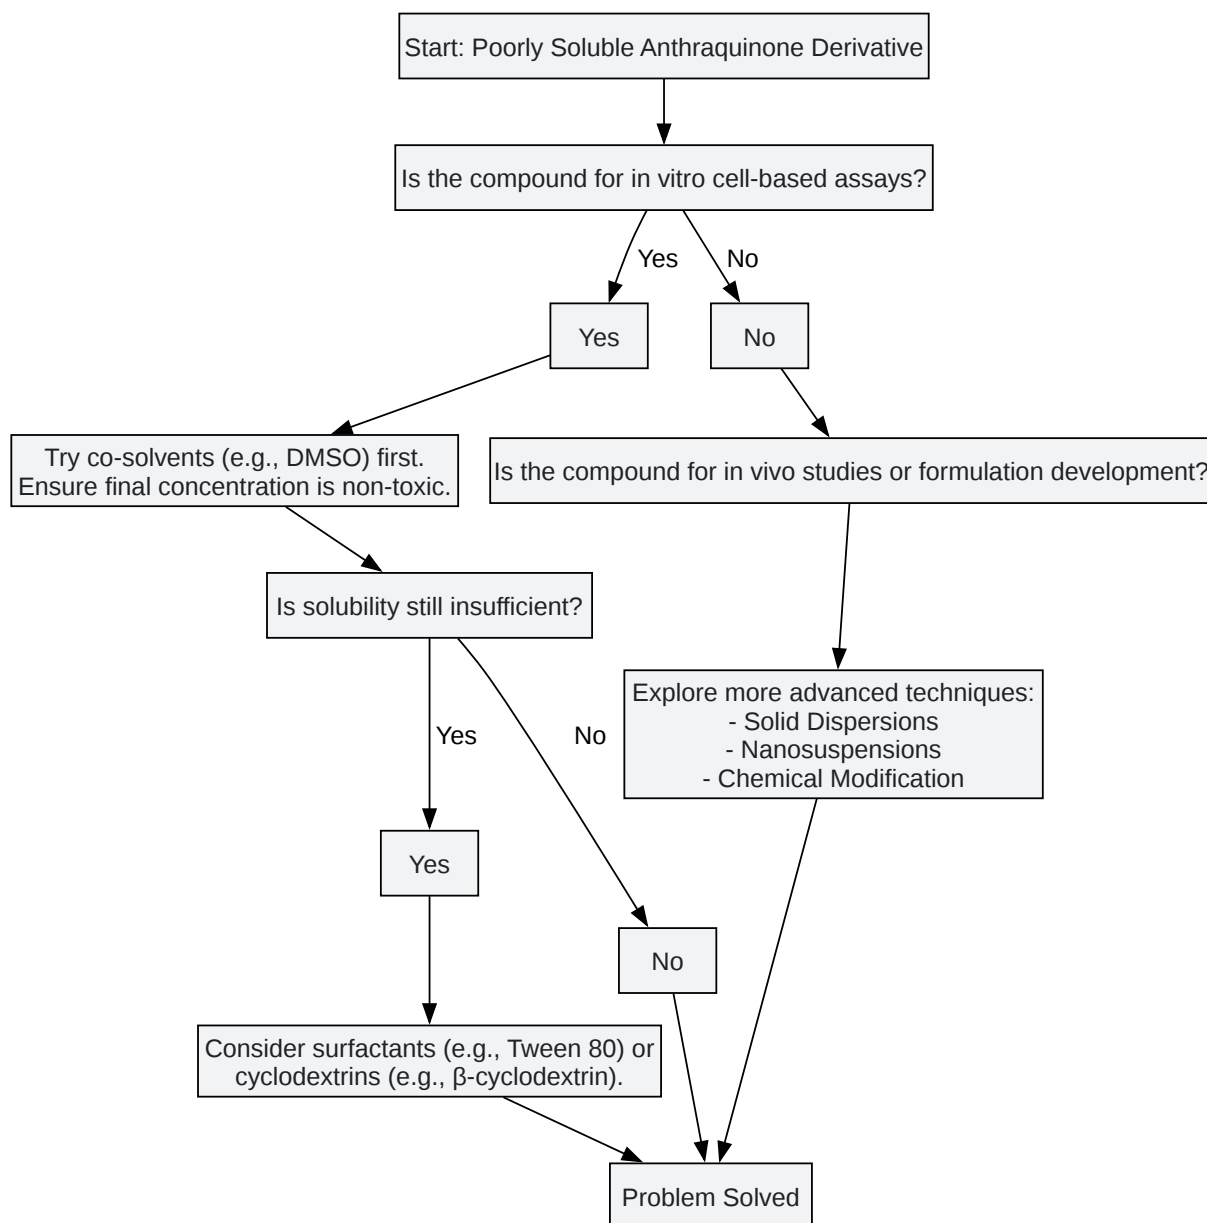 Start: Poorly Soluble Anthraquinone Derivative
Is the compound for in vitro cell-based assays?
Yes
No
Yes
No
Try co-solvents (e.g., DMSO) first.
Ensure final concentration is non-toxic.
Is the compound for in vivo studies or formulation development?
Is solubility still insufficient?
Explore more advanced techniques:
- Solid Dispersions
- Nanosuspensions
- Chemical Modification
Yes
No
Yes
No
Consider surfactants (e.g., Tween 80) or
cyclodextrins (e.g., β-cyclodextrin).
Problem Solved